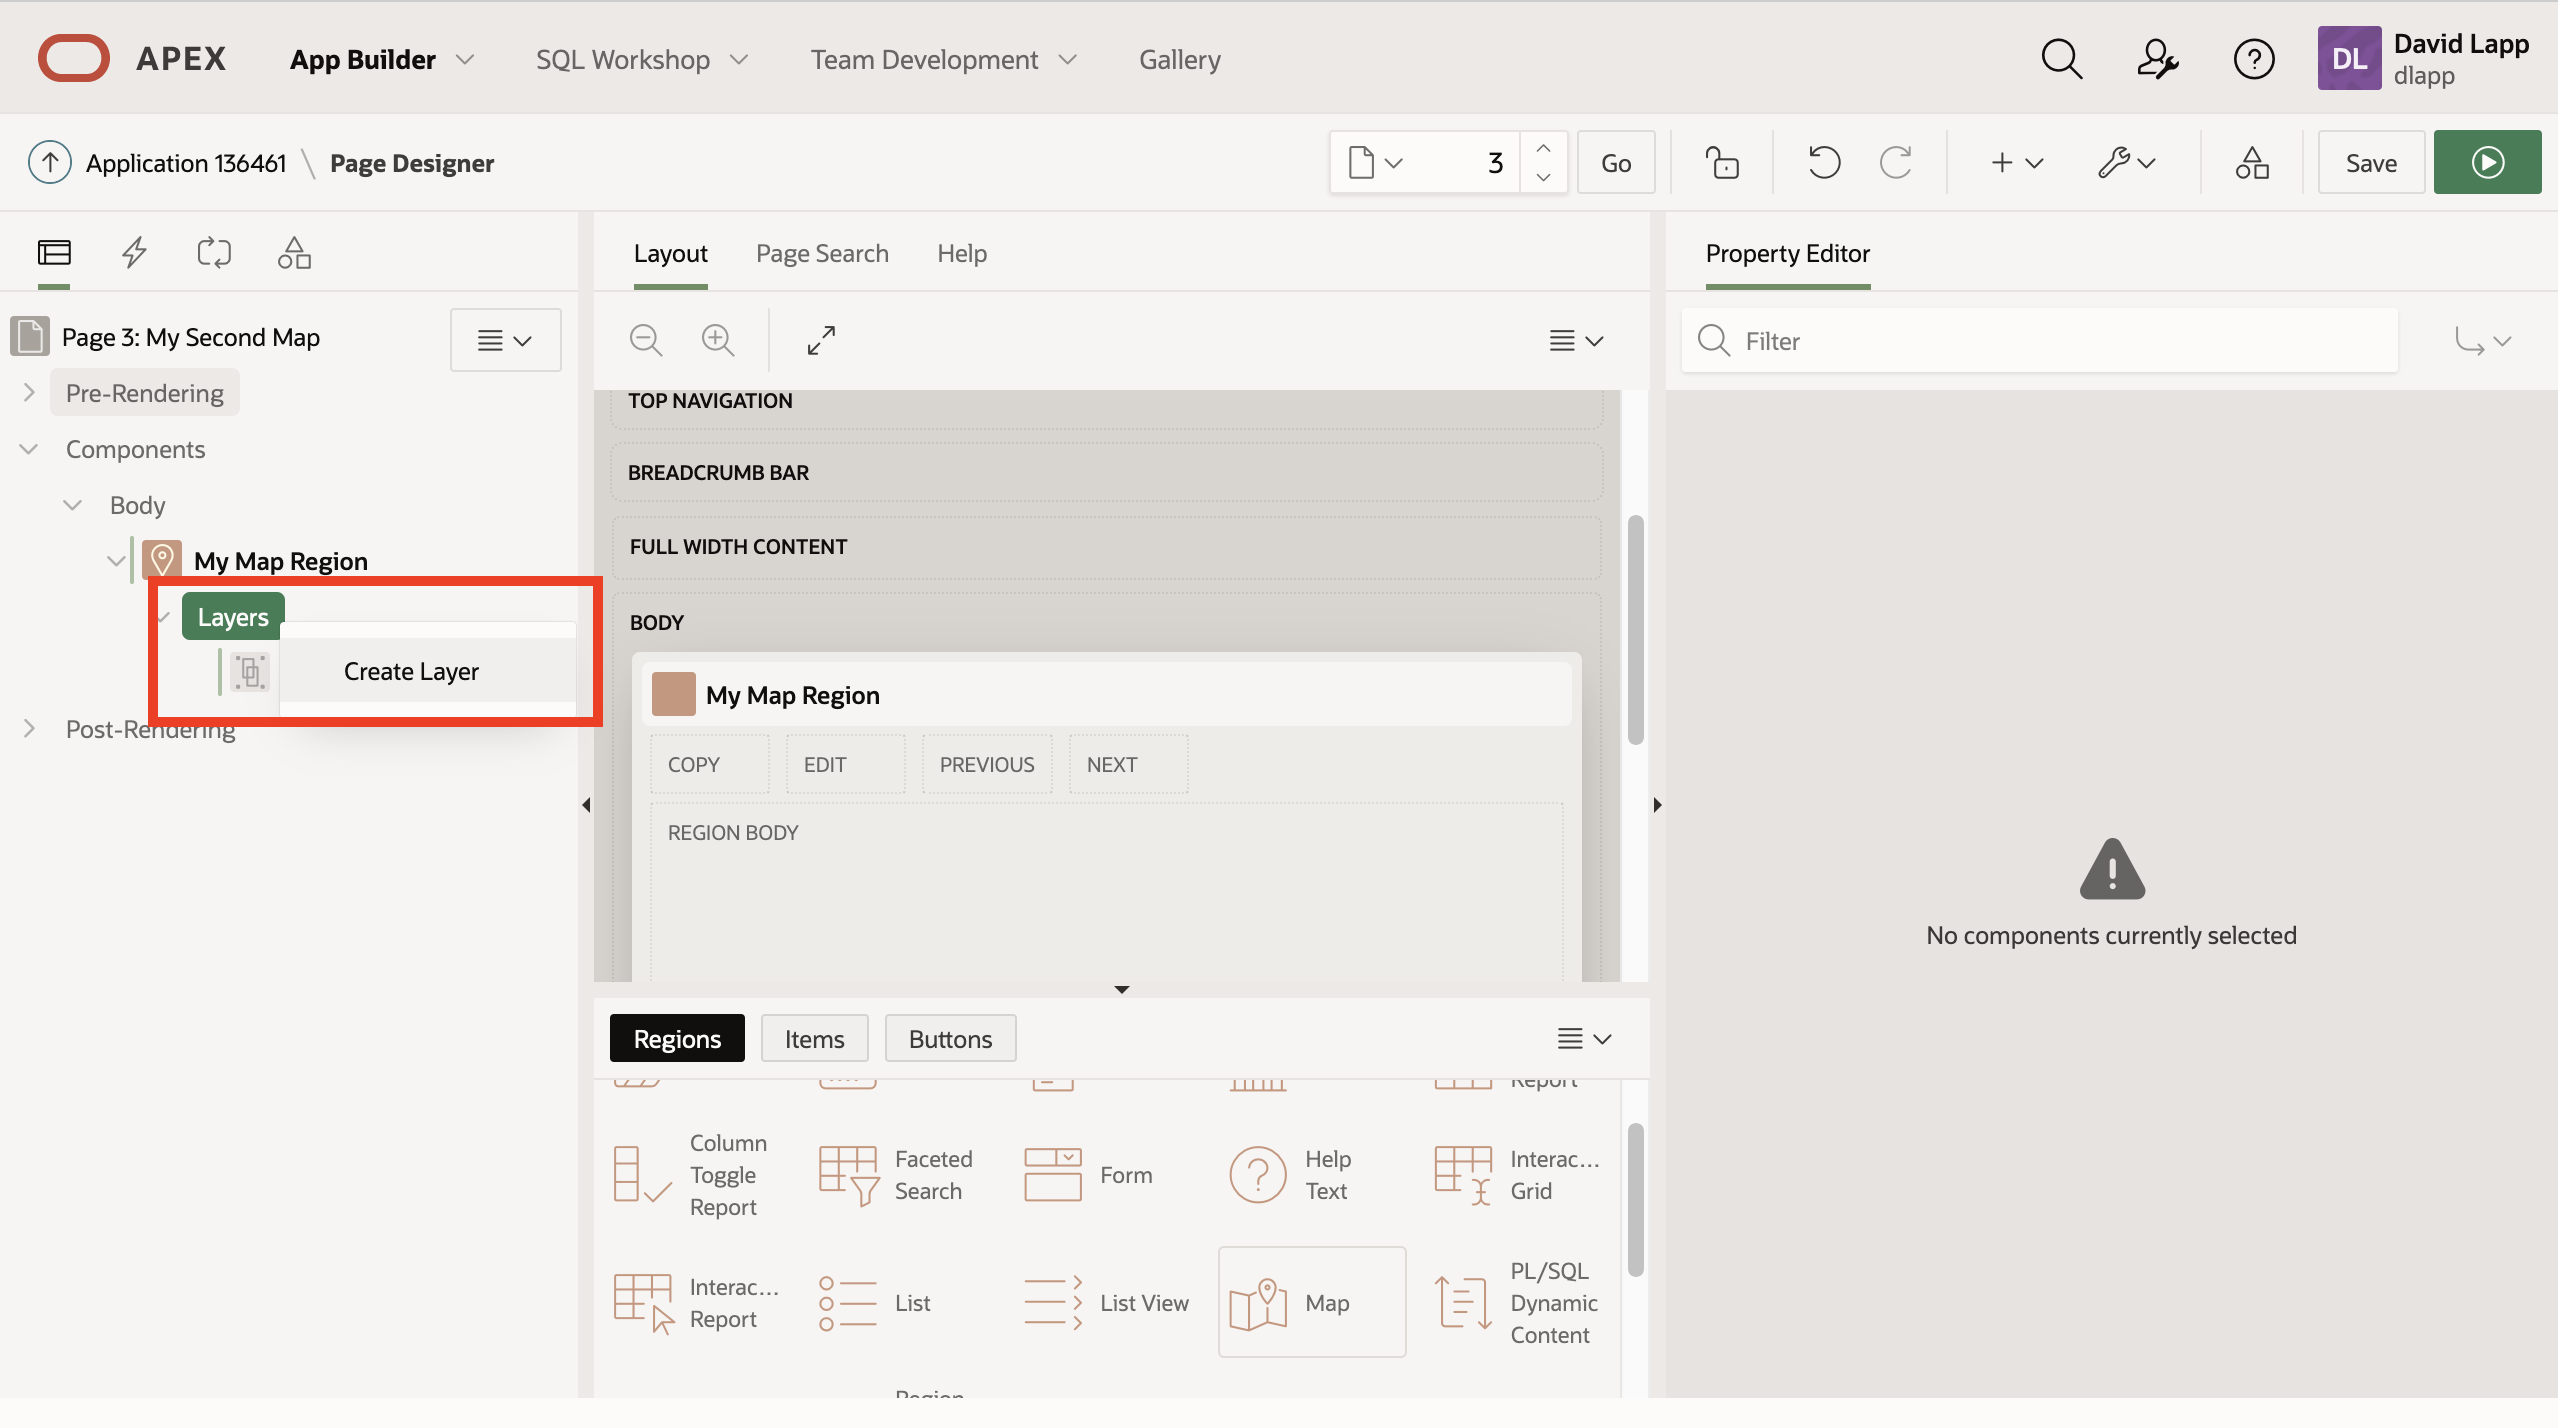 APEX
App Builder
SQL Workshop
Team Development
Gallery
DL
David Lapp
dlapp
Application 136461 \ Page Designer
3
Go
Save
Layout
Page Search
Help
Property Editor
Page 3: My Second Map
Filter
Pre-Rendering
Components
Body
My Map Region
Layers
Create Layer
Post-Rendering
TOP NAVIGATION
BREADCRUMB BAR
FULL WIDTH CONTENT
BODY
My Map Region
COPY
EDIT
PREVIOUS
NEXT
REGION BODY
No components currently selected
Regions
Items
Buttons
Report
Column
Toggle
Report
Faceted
Search
Form
Help
Text
Interac...
Grid
Interac...
Report
List
List View
Map
PL/SQL
Dynamic
Content
Region